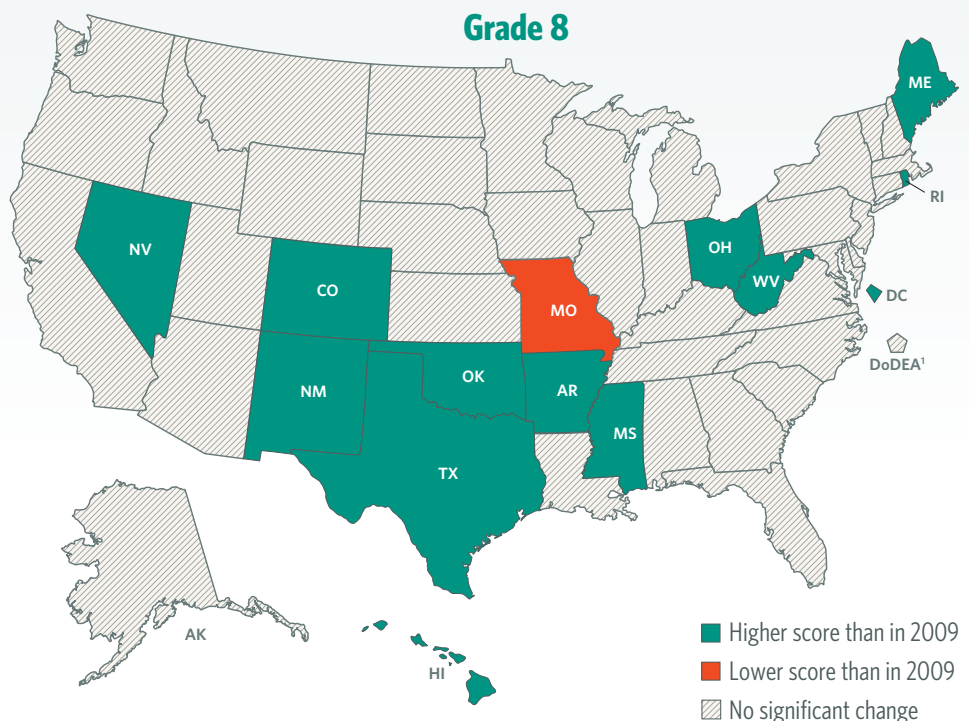 Grade 8
ME
RI
NV
OH
CO
WV
DC
MO
DoDEA¹
OK
NM
AR
MS
TX
AK
HI
Higher score than in 2009
Lower score than in 2009
No significant change